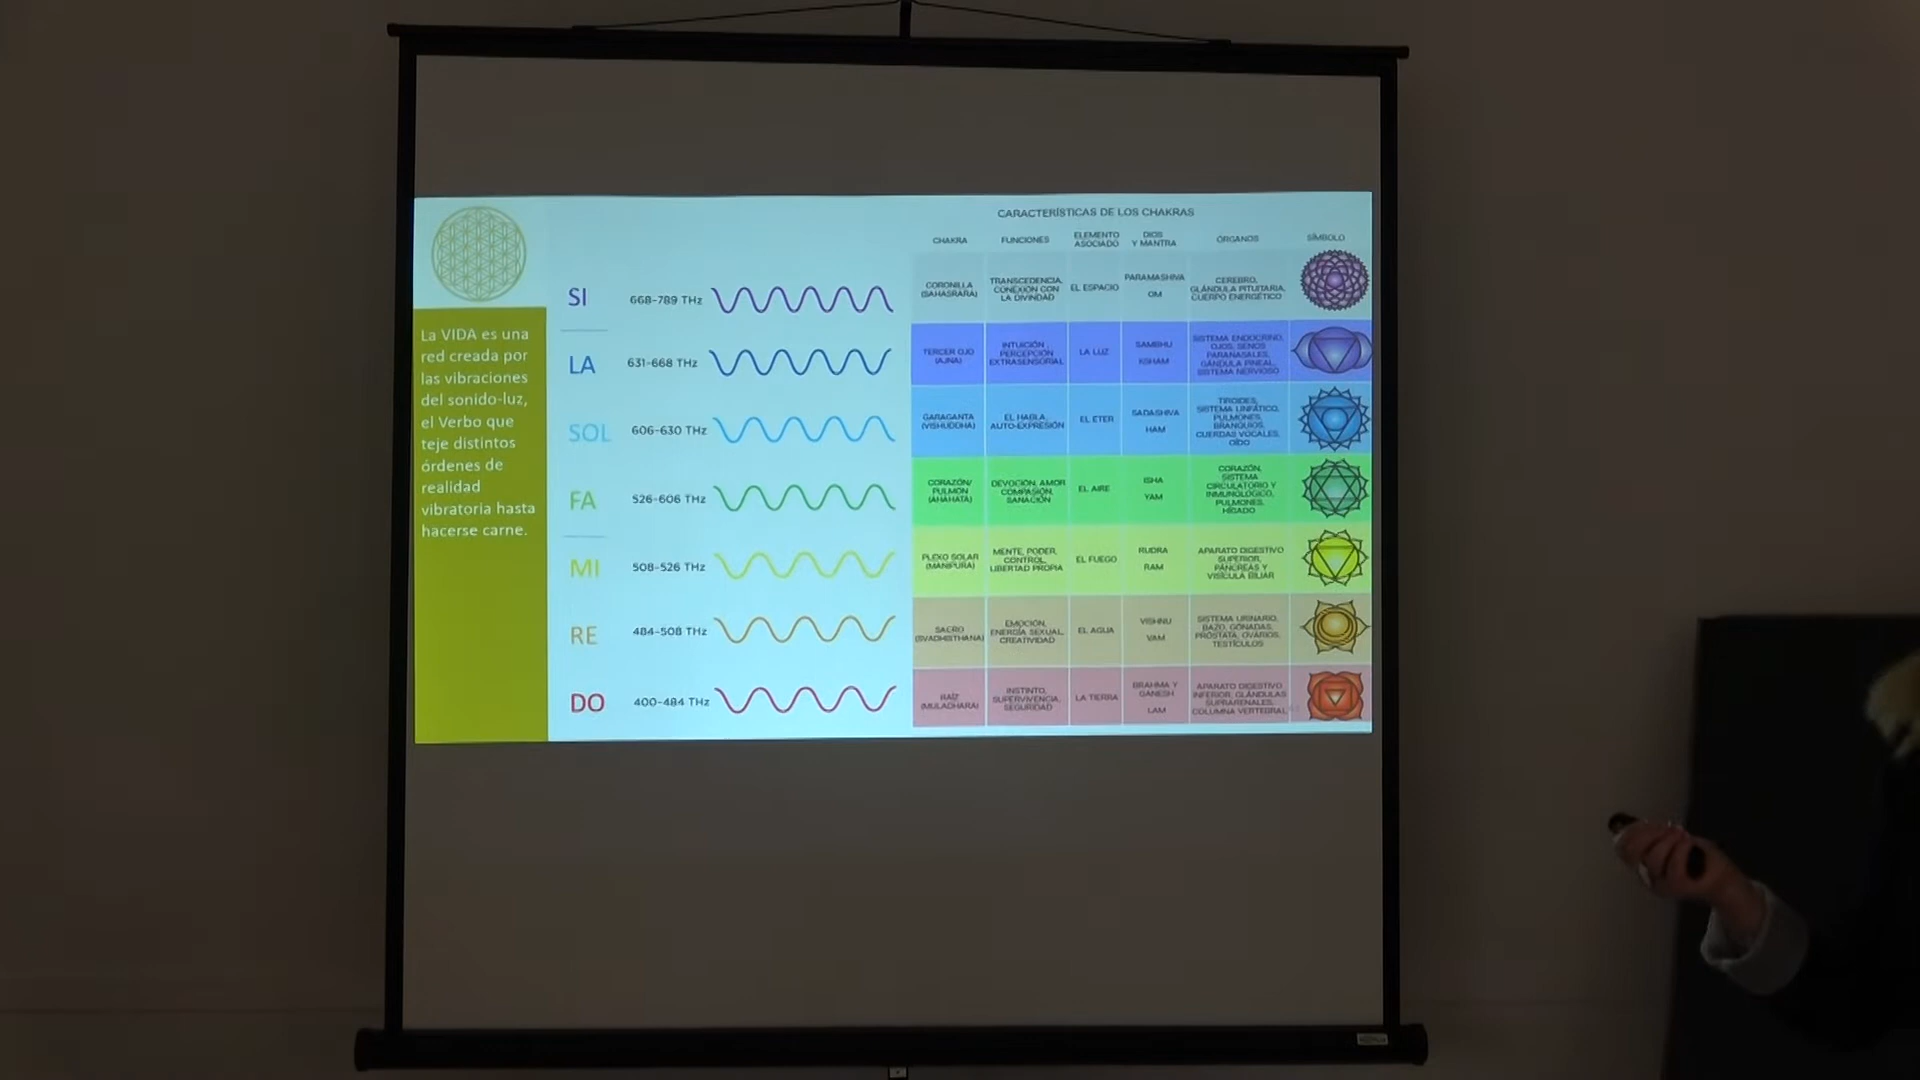 La VIDA es una
red creada por
las vibraciones
del sonido-luz,
el Verbo que
teje distintos
órdenes de
realidad
vibratoria hasta
hacerse carne.
SI 668-789 THz
LA 631-668 THz
SOL 606-630 THz
FA 526-606 THz
MI 508-526 THz
RE 484-508 THz
DO 400-484 THz
CARACTERÍSTICAS DE LOS CHAKRAS
CHAKRA
FUNCIONES
ELEMENTO
ASOCIADO
DIOS
Y MANTRA
ÓRGANOS
SÍMBOLO
CORONILLA
(SAHASRARA)
TRANSCEDENCIA,
CONEXIÓN CON
LA DIVINDAD
EL ESPACIO
PARAMASHIVA
OM
CEREBRO,
GLÁNDULA PITUITARIA,
CUERPO ENERGÉTICO
TERCER OJO
(AJNA)
INTUICIÓN,
PERCEPCIÓN
EXTRASENSORIAL
LA LUZ
SAMBHU
KSHAM
SISTEMA ENDOCRINO,
OJOS, SENOS
PARANASALES,
GÁNDULA PINEAL,
SISTEMA NERVIOSO
GARAGANTA
(VISHUDDHA)
EL HABLA,
AUTO-EXPRESIÓN
EL ETER
SADASHIVA
HAM
TIROIDES,
SISTEMA LINFÁTICO,
PULMONES,
BRANQUIOS,
CUERDAS VOCALES,
OÍDO
CORAZÓN/
PULMON
(AHAHATA)
DEVOCIÓN, AMOR
COMPASIÓN,
SANACIÓN
EL AIRE
ISHA
YAM
CORAZÓN,
SISTEMA
CIRCULATORIO Y
INMUNOLÓGICO,
PULMONES,
HÍGADO
PLEXO SOLAR
(MANIPURA)
MENTE, PODER,
CONTROL,
LIBERTAD PROPIA
EL FUEGO
RUDRA
RAM
APARATO DIGESTIVO
SUPERIOR,
PÁNCREAS Y
VISÍCULA BILIAR
SACRO
(SVADHISTHANA)
EMOCIÓN,
ENERGÍA SEXUAL,
CREATIVIDAD
EL AGUA
VISHNU
VAM
SISTEMA URINARIO,
BAZO, GÓNADAS,
PRÓSTATA, OVARIOS,
TESTÍCULOS
RAÍZ
(MULADHARA)
INSTINTO,
SUPERVIVENCIA,
SEGURIDAD
LA TIERRA
BRAHMA Y
GANESH
LAM
APARATO DIGESTIVO
INFERIOR, GLÁNDULAS
SUPRARENALES,
COLUMNA VERTEBRAL